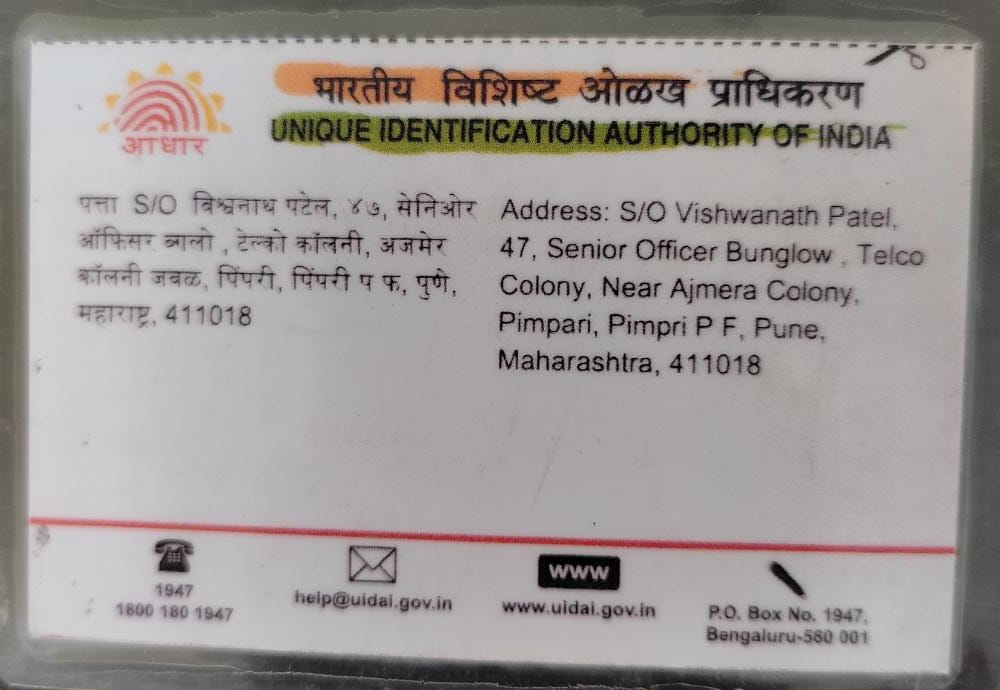 भारतीय विशिष्ट ओळख प्राधिकरण
UNIQUE IDENTIFICATION AUTHORITY OF INDIA
आधार
पत्ता S/O विश्वनाथ पटेल, ४७, सेनिओर
ऑफिसर ब्गलो , टेल्को कॉलनी, अजमेर
कॉलनी जवळ, पिंपरी, पिंपरी प फ, पुणे,
महाराष्ट्र, 411018
Address: S/O Vishwanath Patel,
47, Senior Officer Bunglow , Telco
Colony, Near Ajmera Colony,
Pimpari, Pimpri P F, Pune,
Maharashtra, 411018
1947
1800 180 1947
help@uidai.gov.in
www
www.uidai.gov.in
P.O. Box No. 1947,
Bengaluru-560 001